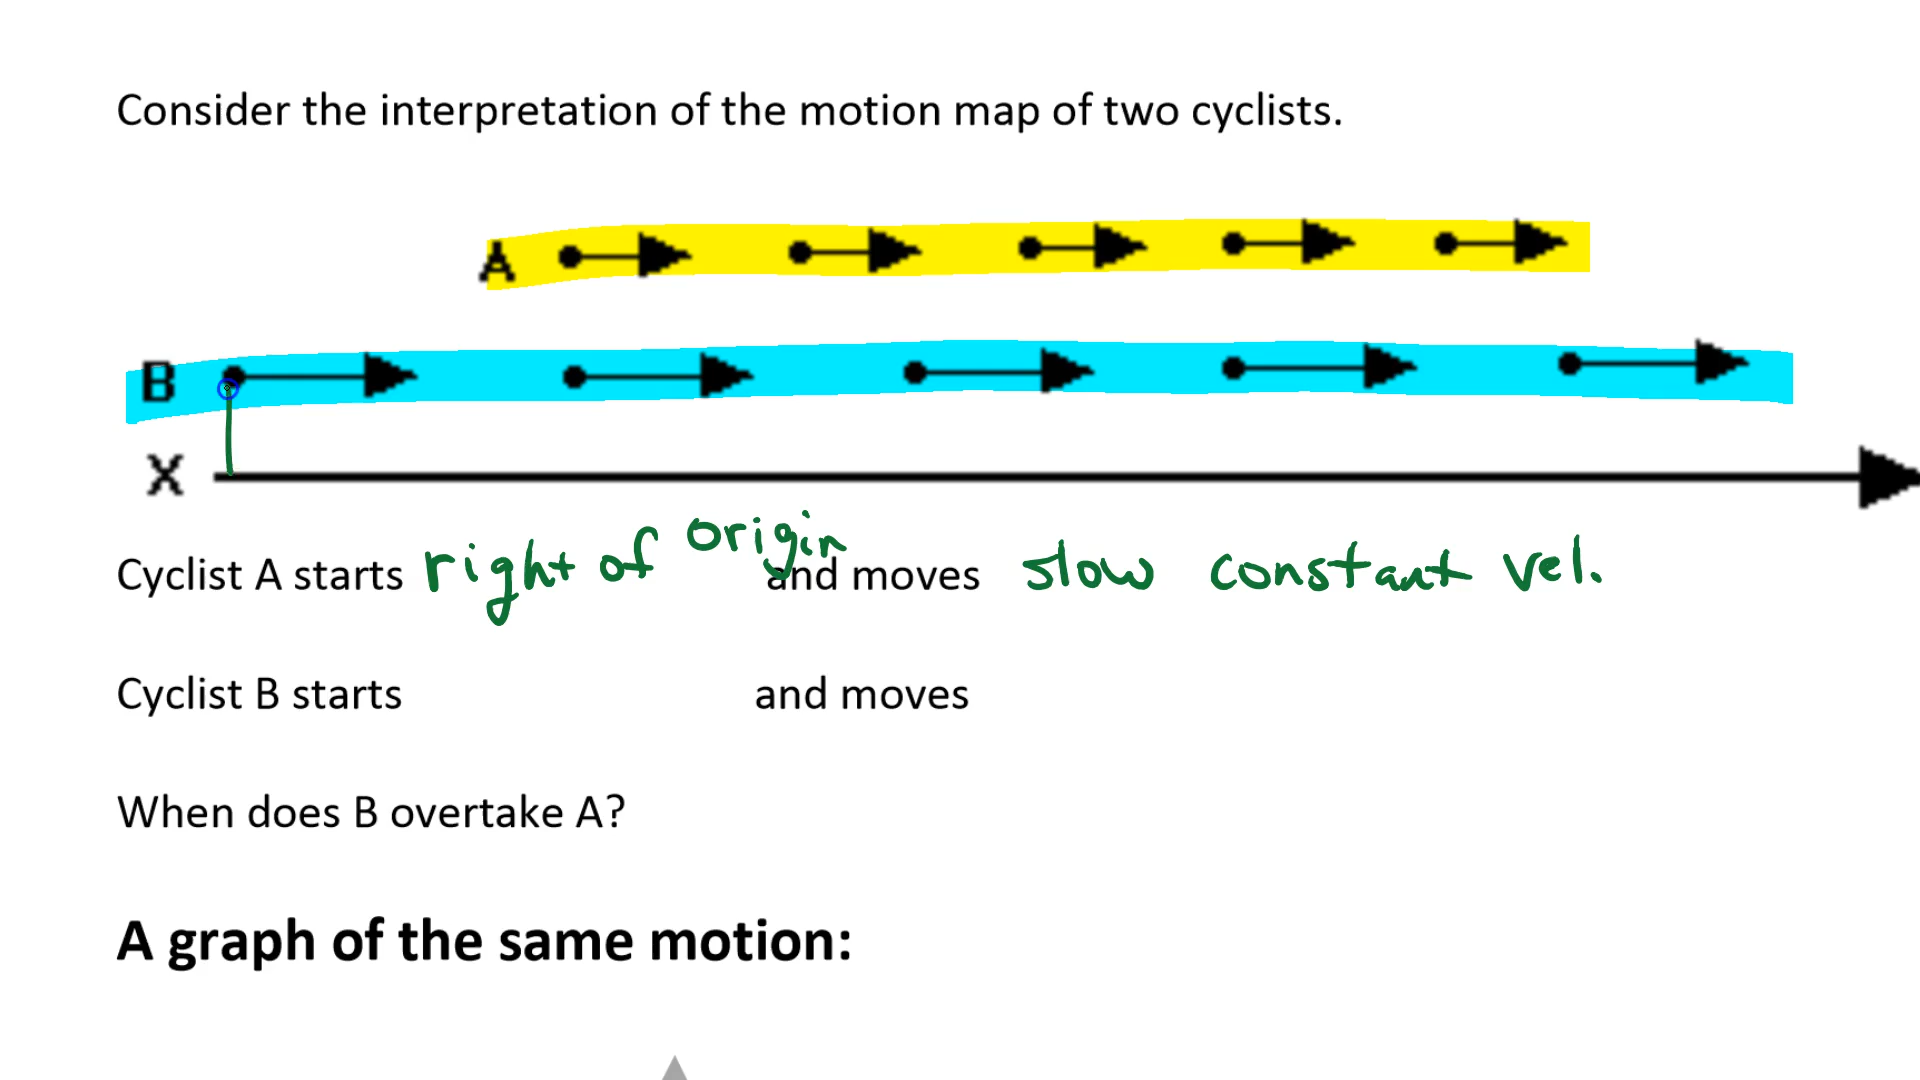 Consider the interpretation of the motion map of two cyclists.
A
B
X
Cyclist A starts right of origin and moves slow constant vel.
Cyclist B starts and moves
When does B overtake A?
A graph of the same motion: